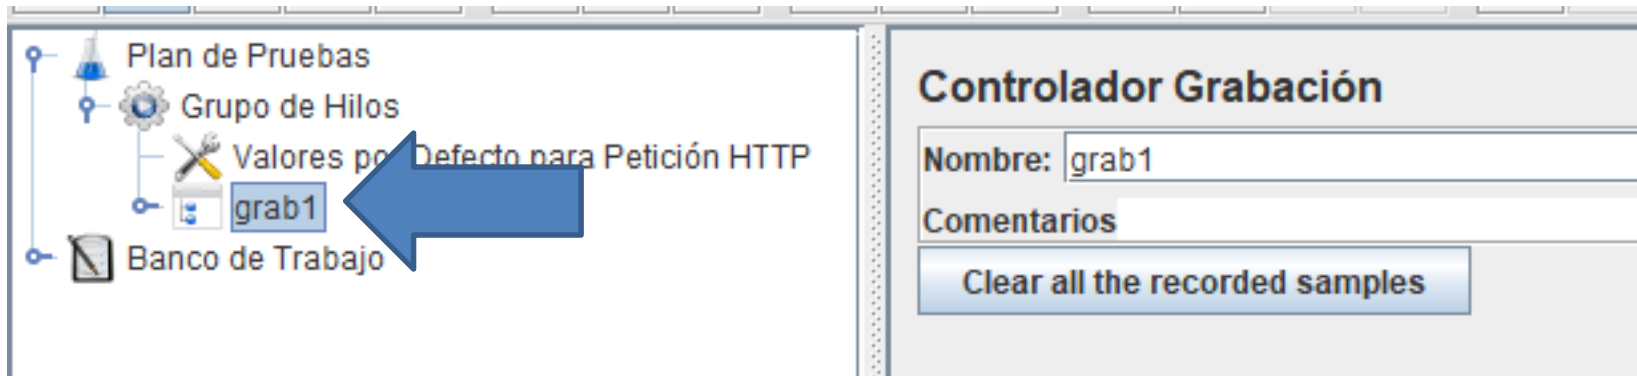 Plan de Pruebas
Grupo de Hilos
Valores po Defecto para Petición HTTP
grab1
Banco de Trabajo
Controlador Grabación
Nombre: grab1
Comentarios
Clear all the recorded samples